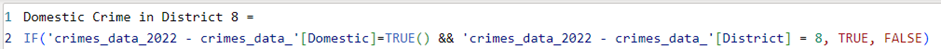 1 Domestic Crime in District 8 =
2 IF('crimes_data_2022 - crimes_data_'[Domestic]=TRUE() && 'crimes_data_2022 - crimes_data_'[District] = 8, TRUE, FALSE)